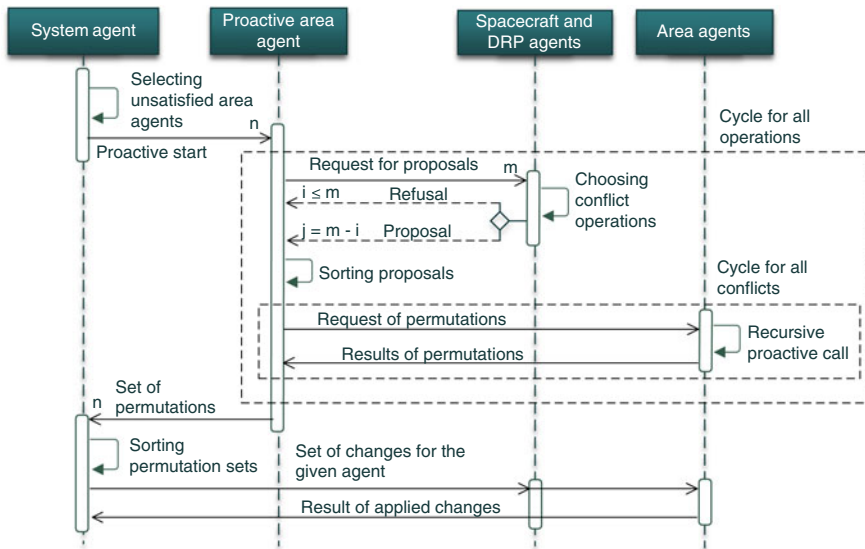 System agent
Proactive area
agent
Spacecraft and
DRP agents
Area agents
Selecting
unsatisfied area
agents
n
Proactive start
Cycle for all
operations
Request for proposals
m
i ≤ m
Refusal
Choosing
conflict
operations
j = m - i
Proposal
Sorting proposals
Cycle for all
conflicts
Request of permutations
Recursive
proactive call
Results of permutations
Set of
permutations
n
Sorting
permutation sets
Set of changes for the
given agent
Result of applied changes